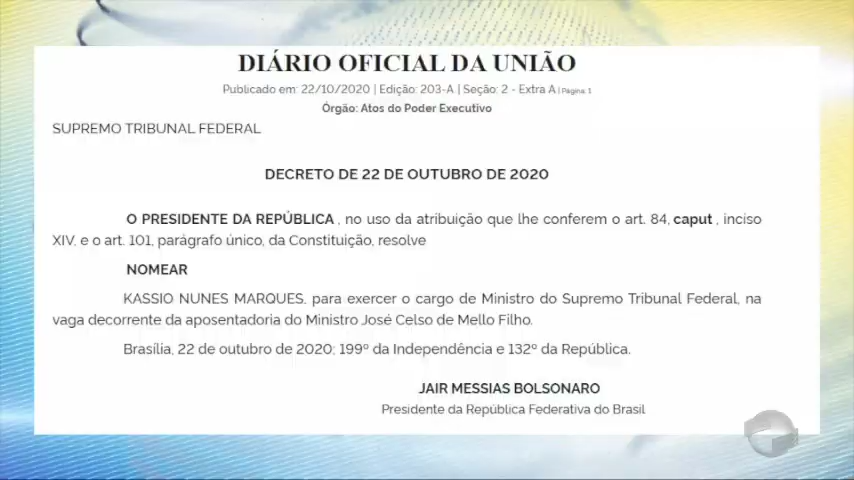 DIÁRIO OFICIAL DA UNIÃO
Publicado em: 22/10/2020 | Edição: 203-A | Seção: 2 - Extra A | Página: 1
Órgão: Atos do Poder Executivo
SUPREMO TRIBUNAL FEDERAL
DECRETO DE 22 DE OUTUBRO DE 2020
O PRESIDENTE DA REPÚBLICA , no uso da atribuição que lhe conferem o art. 84, caput , inciso
XIV, e o art. 101, parágrafo único, da Constituição, resolve
NOMEAR
KASSIO NUNES MARQUES, para exercer o cargo de Ministro do Supremo Tribunal Federal, na
vaga decorrente da aposentadoria do Ministro José Celso de Mello Filho.
Brasília, 22 de outubro de 2020; 199º da Independência e 132º da República.
JAIR MESSIAS BOLSONARO
Presidente da República Federativa do Brasil